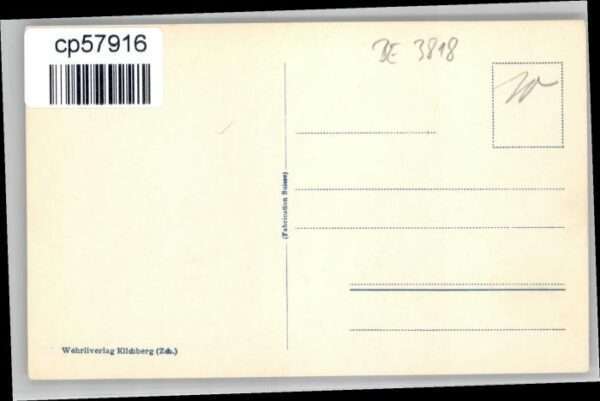 cp57916
BE 3818
(Fabrication Suisse)
Wehrliverlag Kilchberg (Zch.)